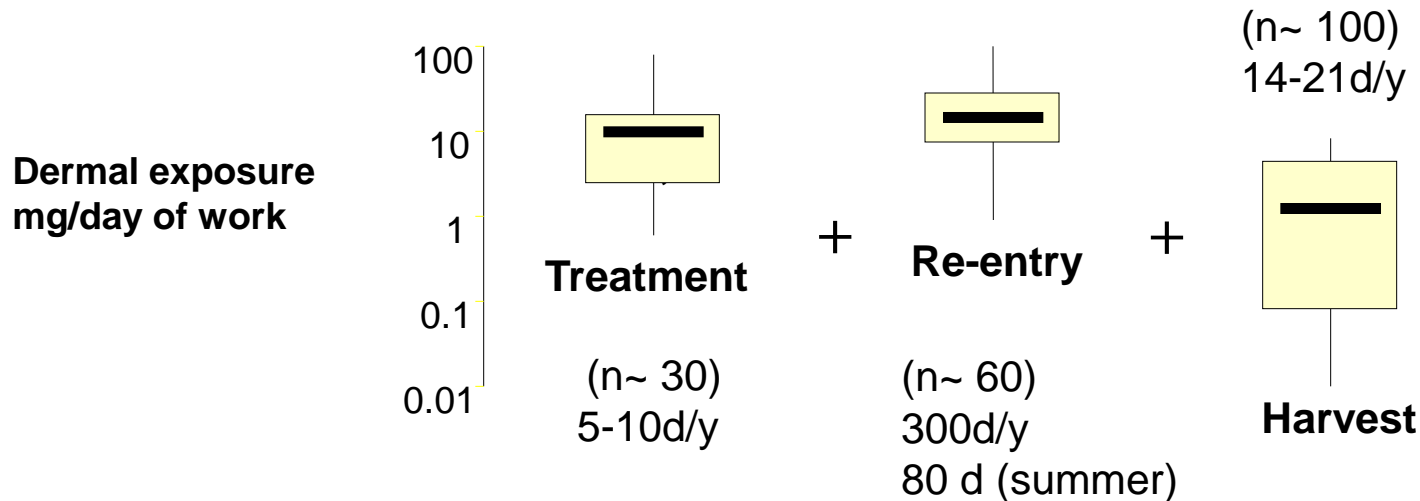 Dermal exposure
mg/day of work
100
10
1
0.1
0.01
Treatment
(n~ 30)
5-10d/y
+
Re-entry
(n~ 60)
300d/y
80 d (summer)
+
(n~ 100)
14-21d/y
Harvest